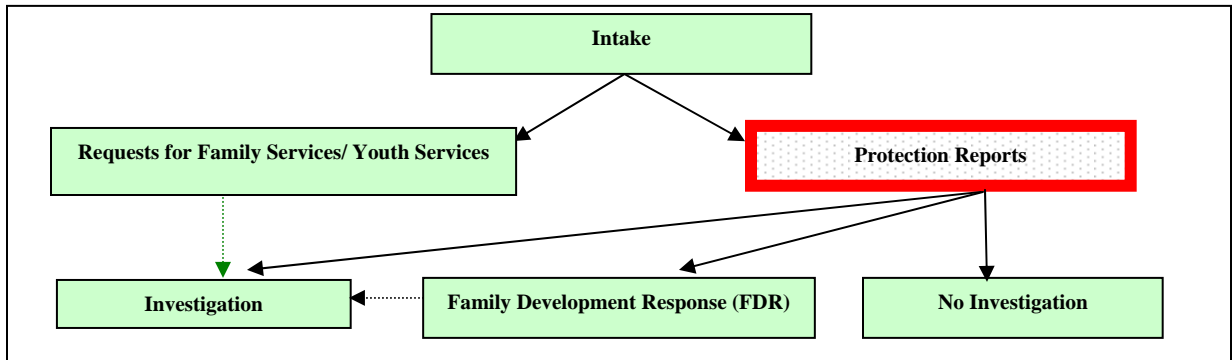 Intake
Requests for Family Services/ Youth Services
Protection Reports
Investigation
Family Development Response (FDR)
No Investigation